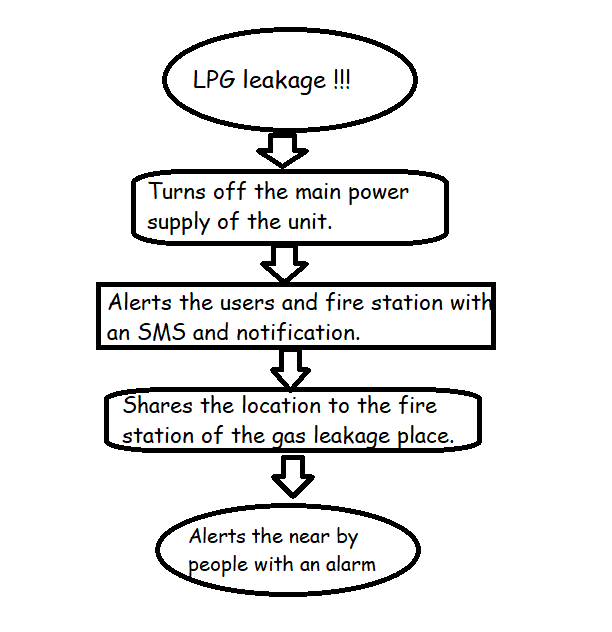 LPG leakage !!!
Turns off the main power
supply of the unit.
Alerts the users and fire station with
an SMS and notification.
Shares the location to the fire
station of the gas leakage place.
Alerts the near by
people with an alarm